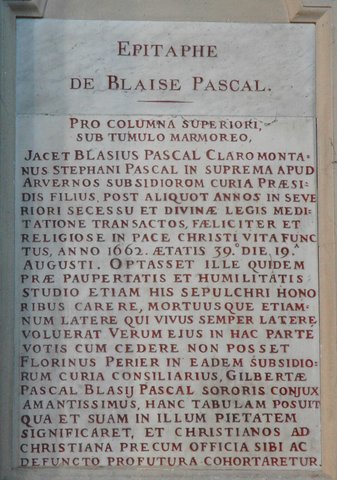 EPITAPHE
DE BLAISE PASCAL.
PRO COLUMNA SUPERIORI,
SUB TUMULO MARMOREO,
JACET BLASIUS PASCAL CLAROMONTA-
NUS STEPHANI PASCAL IN SUPREMA APUD
ARVERNOS SUBSIDIORUM CURIA PRÆSI-
DIS FILIUS, POST ALIQUOT ANNOS IN SEVE
RIORI SECESSU ET DIVINÆ LEGIS MEDI-
TATIONE TRANSACTOS, FÆLICITER ET
RELIGIOSE IN PACE CHRISTI VITA FUNC
TUS, ANNO 1662. ÆTATIS 39. DIE, 19.ᴬ
AUGUSTI. OPTASSET ILLE QUIDEM
PRÆ PAUPERTATIS ET HUMILITATIS
STUDIO ETIAM HIS SEPULCHRI HONO
RIBUS CARERE, MORTUUSQUE ETIAM-
NUM LATERE QUI VIVUS SEMPER LATERE
VOLUERAT VERUM EJUS IN HAC PARTE
VOTIS CUM CEDERE NON POSSET
FLORINUS PERIER IN EADEM SUBSIDIO-
RUM CURIA CONSILIARIUS, GILBERTÆ
PASCAL BLASIJ PASCAL SORORIS CONJUX
AMANTISSIMUS, HANC TABULAM POSUIT
QUA ET SUAM IN ILLUM PIETATEM
SIGNIFICARET, ET CHRISTIANOS AD
CHRISTIANA PRECUM OFFICIA SIBI AC
DEFUNCTO PROFUTURA COHORTARETUR.